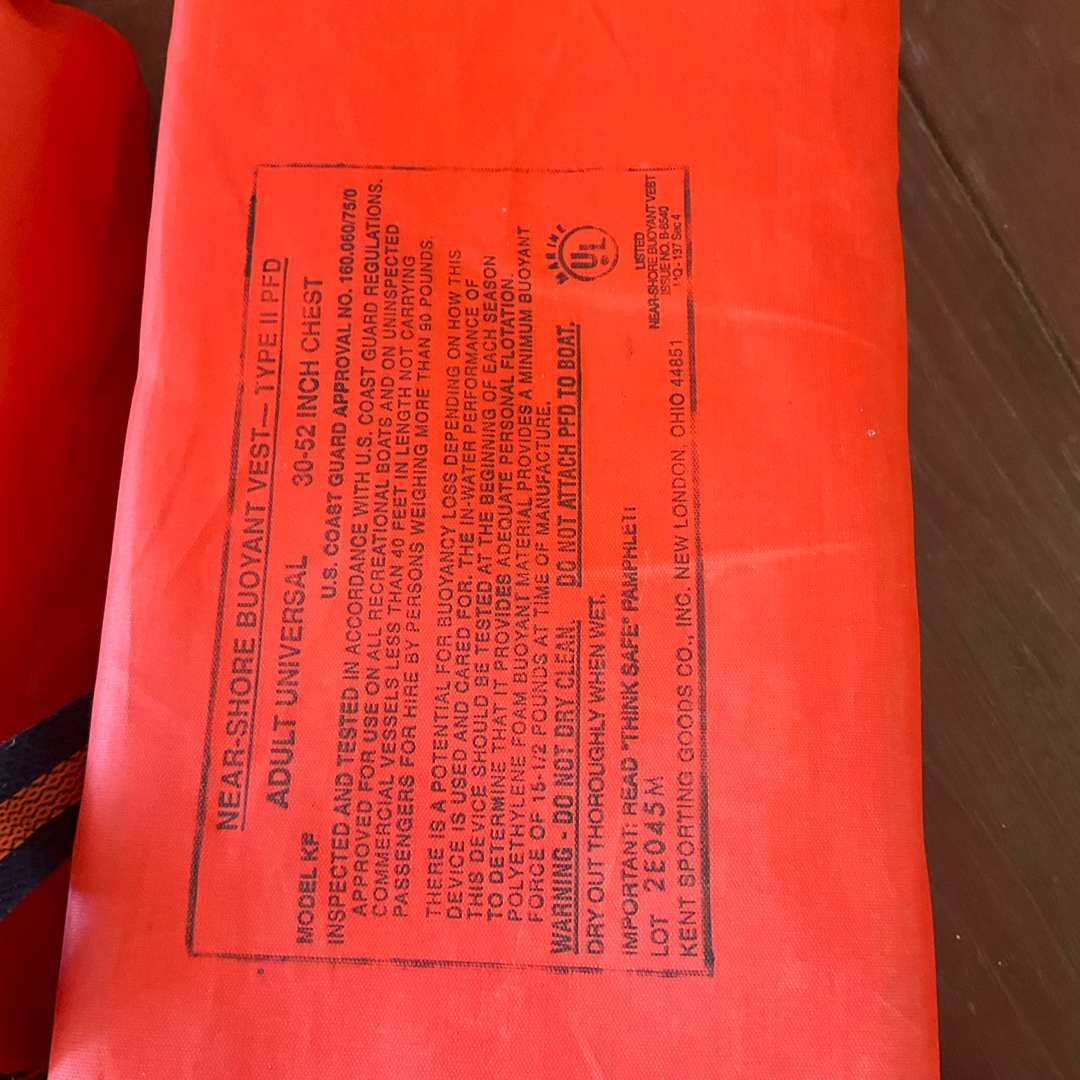 NEAR-SHORE BUOYANT VEST— TYPE II PFD
ADULT UNIVERSAL 30-52 INCH CHEST
MODEL KF U.S. COAST GUARD APPROVAL NO. 160.060/75/0
INSPECTED AND TESTED IN ACCORDANCE WITH U.S. COAST GUARD REGULATIONS.
APPROVED FOR USE ON ALL RECREATIONAL BOATS AND ON UNINSPECTED
COMMERCIAL VESSELS LESS THAN 40 FEET IN LENGTH NOT CARRYING
PASSENGERS FOR HIRE BY PERSONS WEIGHING MORE THAN 90 POUNDS.
THERE IS A POTENTIAL FOR BUOYANCY LOSS DEPENDING ON HOW THIS
DEVICE IS USED AND CARED FOR. THE IN-WATER PERFORMANCE OF
THIS DEVICE SHOULD BE TESTED AT THE BEGINNING OF EACH SEASON
TO DETERMINE THAT IT PROVIDES ADEQUATE PERSONAL FLOTATION.
POLYETHYLENE FOAM BUOYANT MATERIAL PROVIDES A MINIMUM BUOYANT
FORCE OF 15-1/2 POUNDS AT TIME OF MANUFACTURE.
WARNING - DO NOT DRY CLEAN. DO NOT ATTACH PFD TO BOAT.
DRY OUT THOROUGHLY WHEN WET.
IMPORTANT: READ "THINK SAFE" PAMPHLET!
LOT 2E045M
KENT SPORTING GOODS CO., INC. NEW LONDON, OHIO 44851
MARINE
UL
LISTED
NEAR-SHORE BUOYANT VEST
ISSUE NO. B-8540
MQ - 137 Sec 4